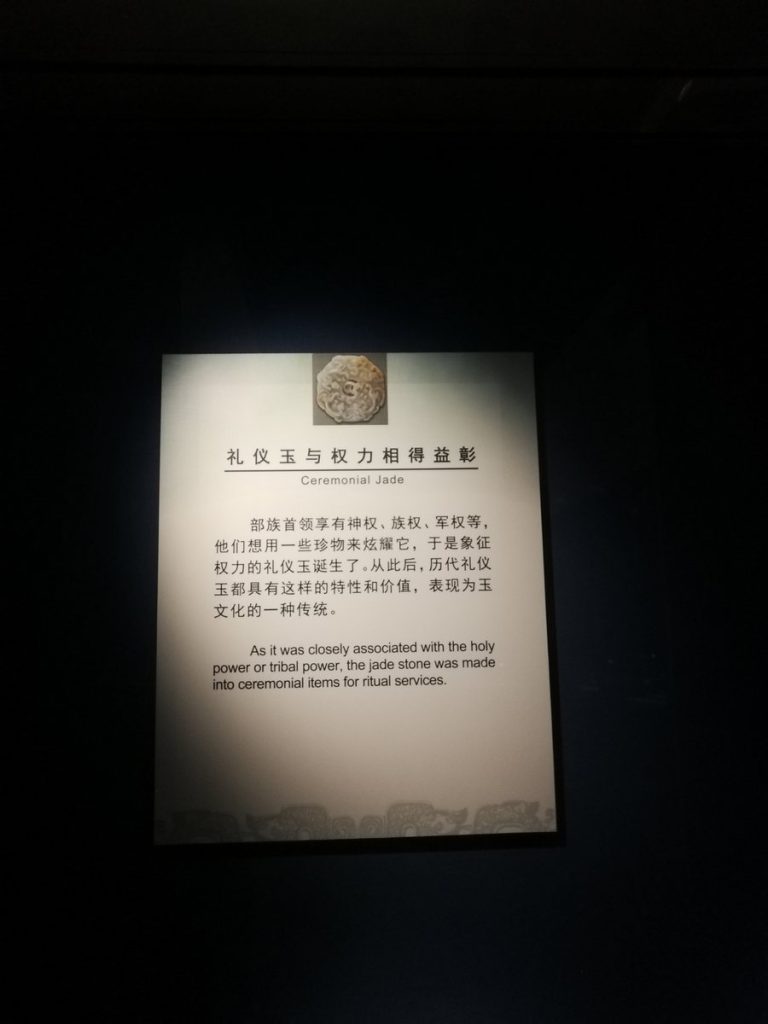 礼仪玉与权力相得益彰
Ceremonial Jade
部族首领享有神权、族权、军权等，
他们想用一些珍物来炫耀它，于是象征
权力的礼仪玉诞生了。从此后，历代礼仪
玉都具有这样的特性和价值，表现为玉
文化的一种传统。
As it was closely associated with the holy
power or tribal power, the jade stone was made
into ceremonial items for ritual services.